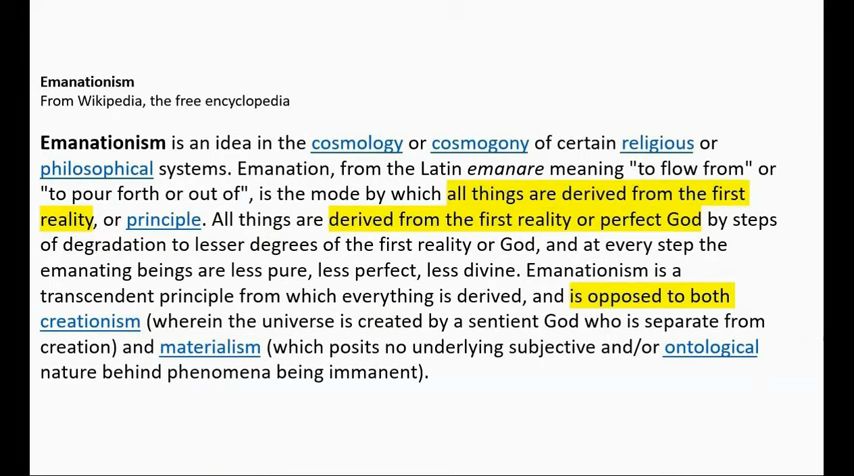 Emanationism
From Wikipedia, the free encyclopedia
Emanationism is an idea in the cosmology or cosmogony of certain religious or
philosophical systems. Emanation, from the Latin emanare meaning "to flow from" or
"to pour forth or out of", is the mode by which all things are derived from the first
reality, or principle. All things are derived from the first reality or perfect God by steps
of degradation to lesser degrees of the first reality or God, and at every step the
emanating beings are less pure, less perfect, less divine. Emanationism is a
transcendent principle from which everything is derived, and is opposed to both
creationism (wherein the universe is created by a sentient God who is separate from
creation) and materialism (which posits no underlying subjective and/or ontological
nature behind phenomena being immanent).